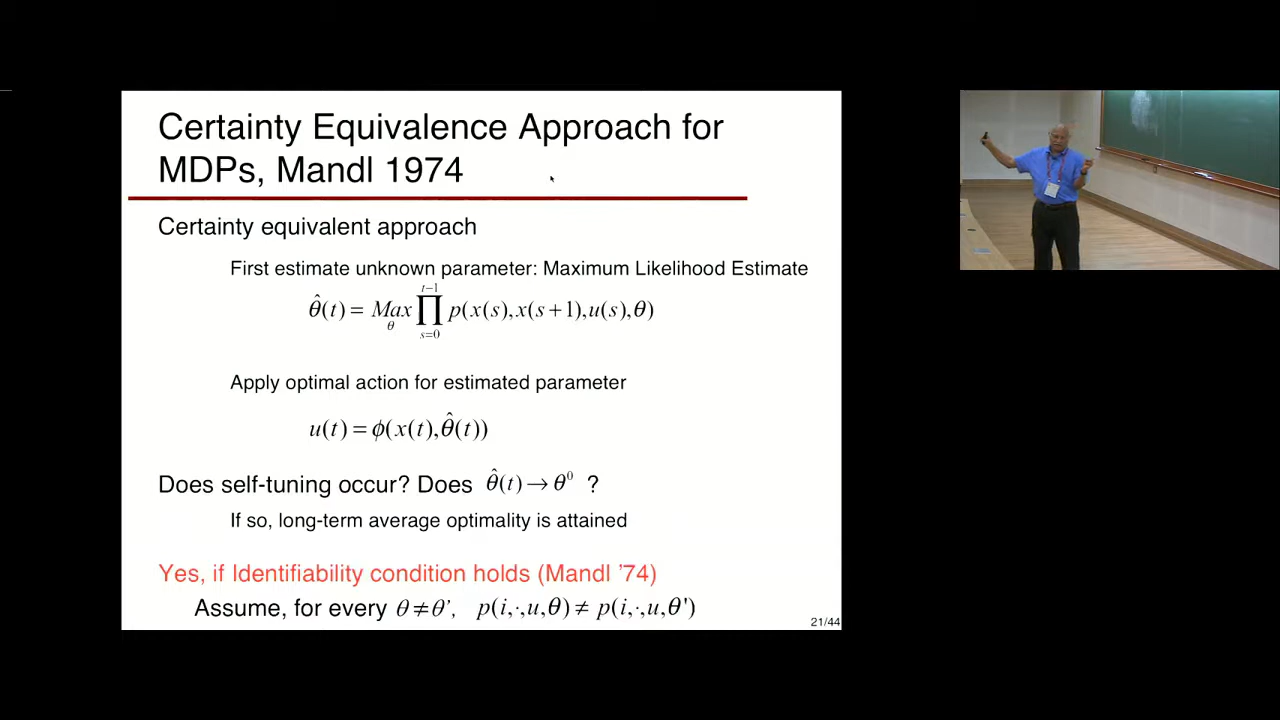 Certainty Equivalence Approach for
MDPs, Mandl 1974
Certainty equivalent approach
First estimate unknown parameter: Maximum Likelihood Estimate
θ̂(t) = Max_θ ∏_{s=0}^{t−1} p(x(s),x(s+1),u(s),θ)
Apply optimal action for estimated parameter
u(t) = ϕ(x(t),θ̂(t))
Does self-tuning occur? Does θ̂(t) → θ⁰ ?
If so, long-term average optimality is attained
Yes, if Identifiability condition holds (Mandl ’74)
Assume, for every θ ≠ θ’, p(i,·,u,θ) ≠ p(i,·,u,θ')
21/44